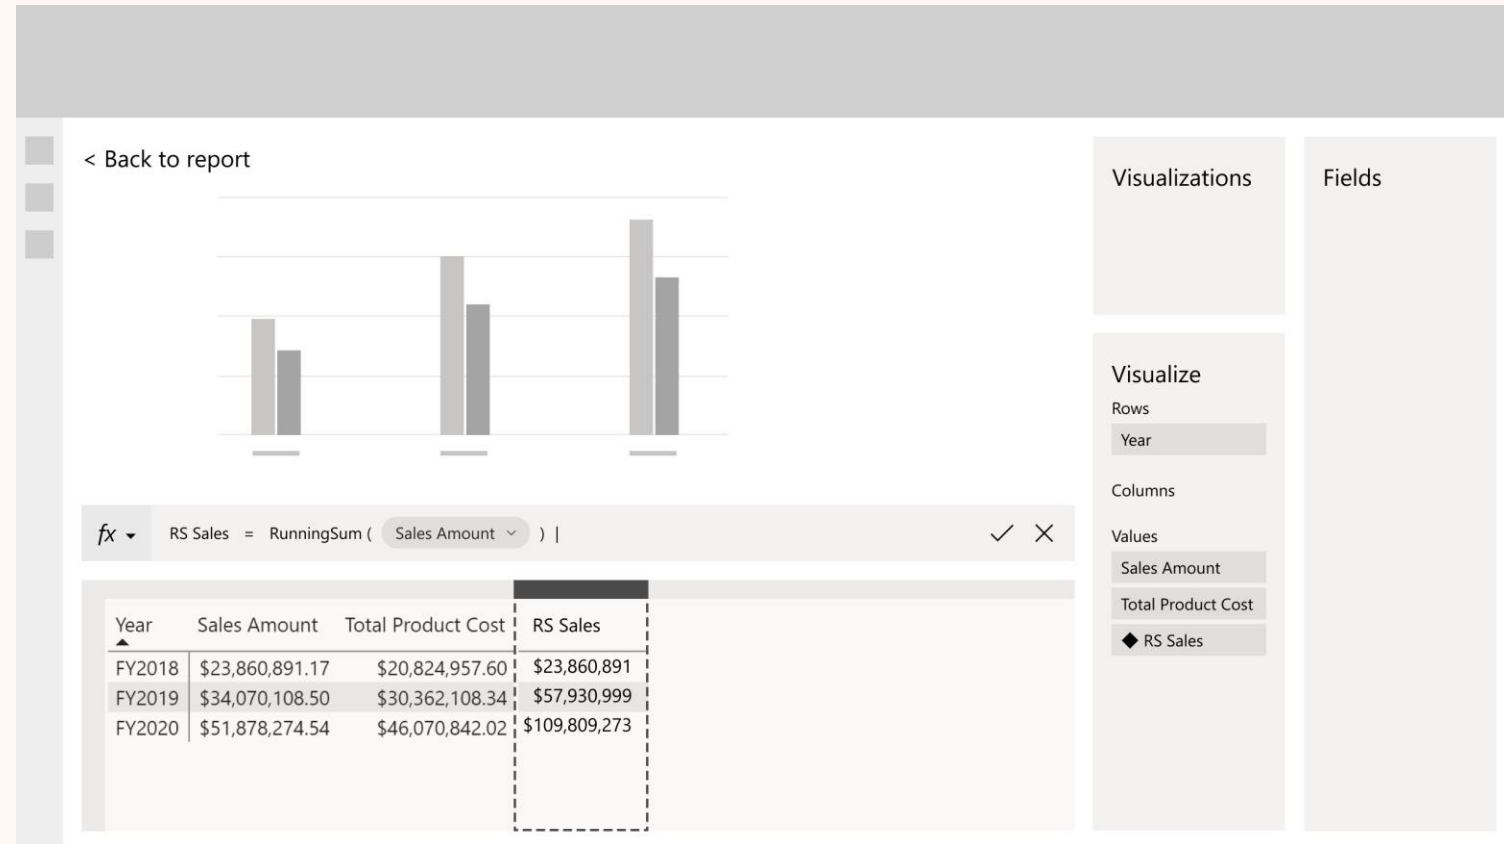 < Back to report
Visualizations
Fields
Visualize
Rows
Year
Columns
Values
Sales Amount
Total Product Cost
◆ RS Sales
fx RS Sales = RunningSum ( Sales Amount ) |
Year Sales Amount Total Product Cost RS Sales
FY2018 $23,860,891.17 $20,824,957.60 $23,860,891
FY2019 $34,070,108.50 $30,362,108.34 $57,930,999
FY2020 $51,878,274.54 $46,070,842.02 $109,809,273